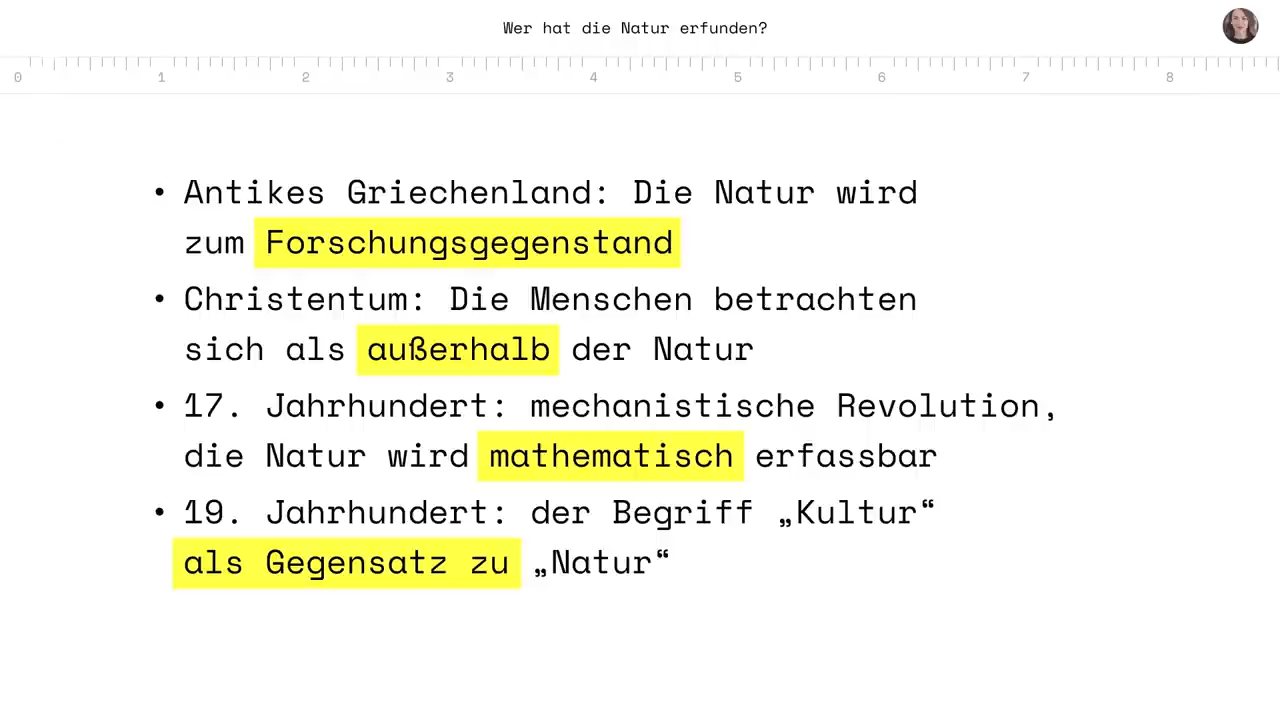 Wer hat die Natur erfunden?
0 1 2 3 4 5 6 7 8
• Antikes Griechenland: Die Natur wird
zum Forschungsgegenstand
• Christentum: Die Menschen betrachten
sich als außerhalb der Natur
• 17. Jahrhundert: mechanistische Revolution,
die Natur wird mathematisch erfassbar
• 19. Jahrhundert: der Begriff „Kultur“
als Gegensatz zu „Natur“